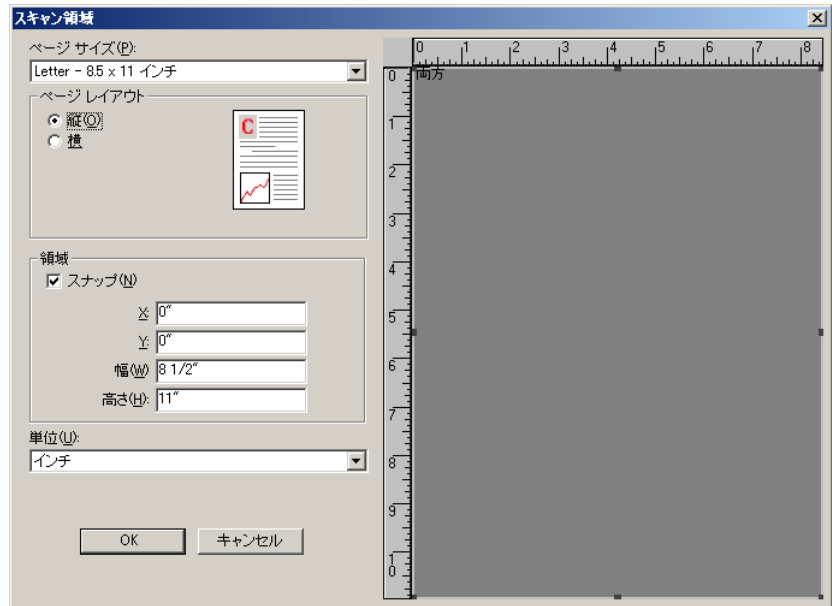 スキャン領域
ページ サイズ(P):
Letter - 8.5 x 11 インチ
ページ レイアウト
縦(O)
横
C
領域
スナップ(N)
X: 0"
Y: 0"
幅(W) 8 1/2"
高さ(H): 11"
単位(U):
インチ
OK キャンセル
0 1 2 3 4 5 6 7 8
両方
0
1
2
3
4
5
6
7
8
9
10